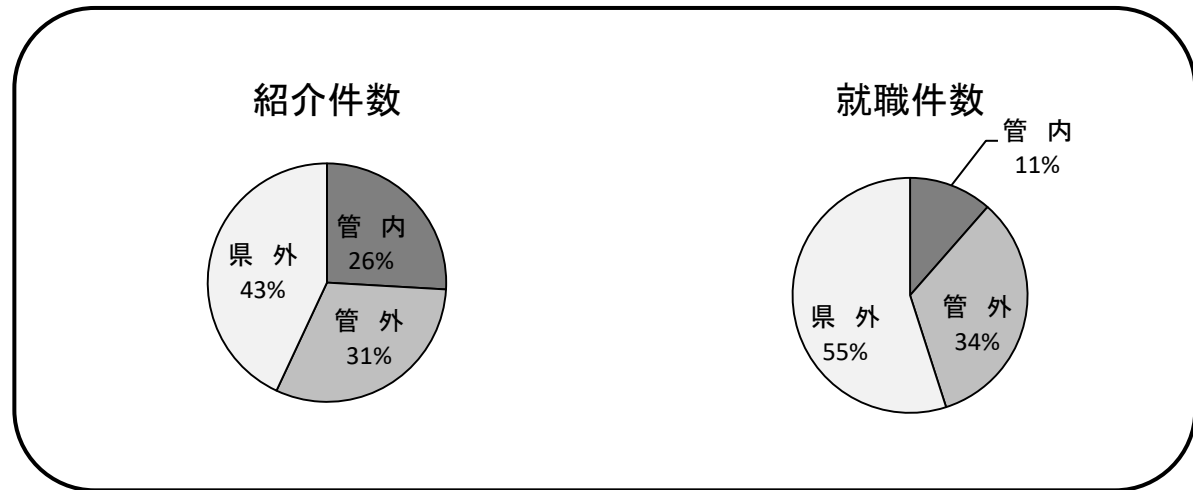 紹介件数
管 内
26%
管 外
31%
県 外
43%
就職件数
管 内
11%
管 外
34%
県 外
55%